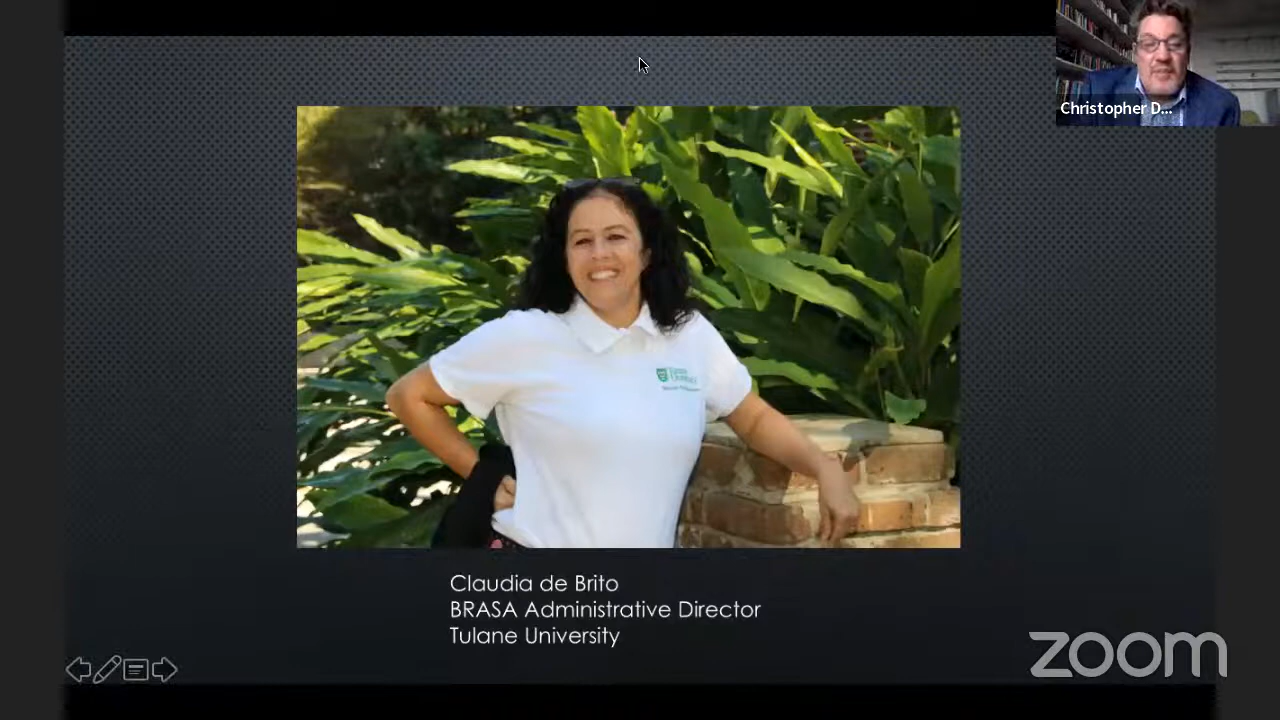 Christopher D...
Claudia de Brito
BRASA Administrative Director
Tulane University
zoom